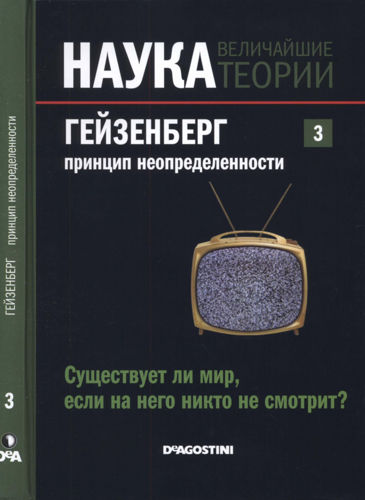 НАУКА
ВЕЛИЧАЙШИЕ
ТЕОРИИ
ГЕЙЗЕНБЕРГ
3
принцип неопределенности
Существует ли мир,
если на него никто не смотрит?
DeAGOSTINI
ГЕЙЗЕНБЕРГ принцип неопределенности
3
DeA